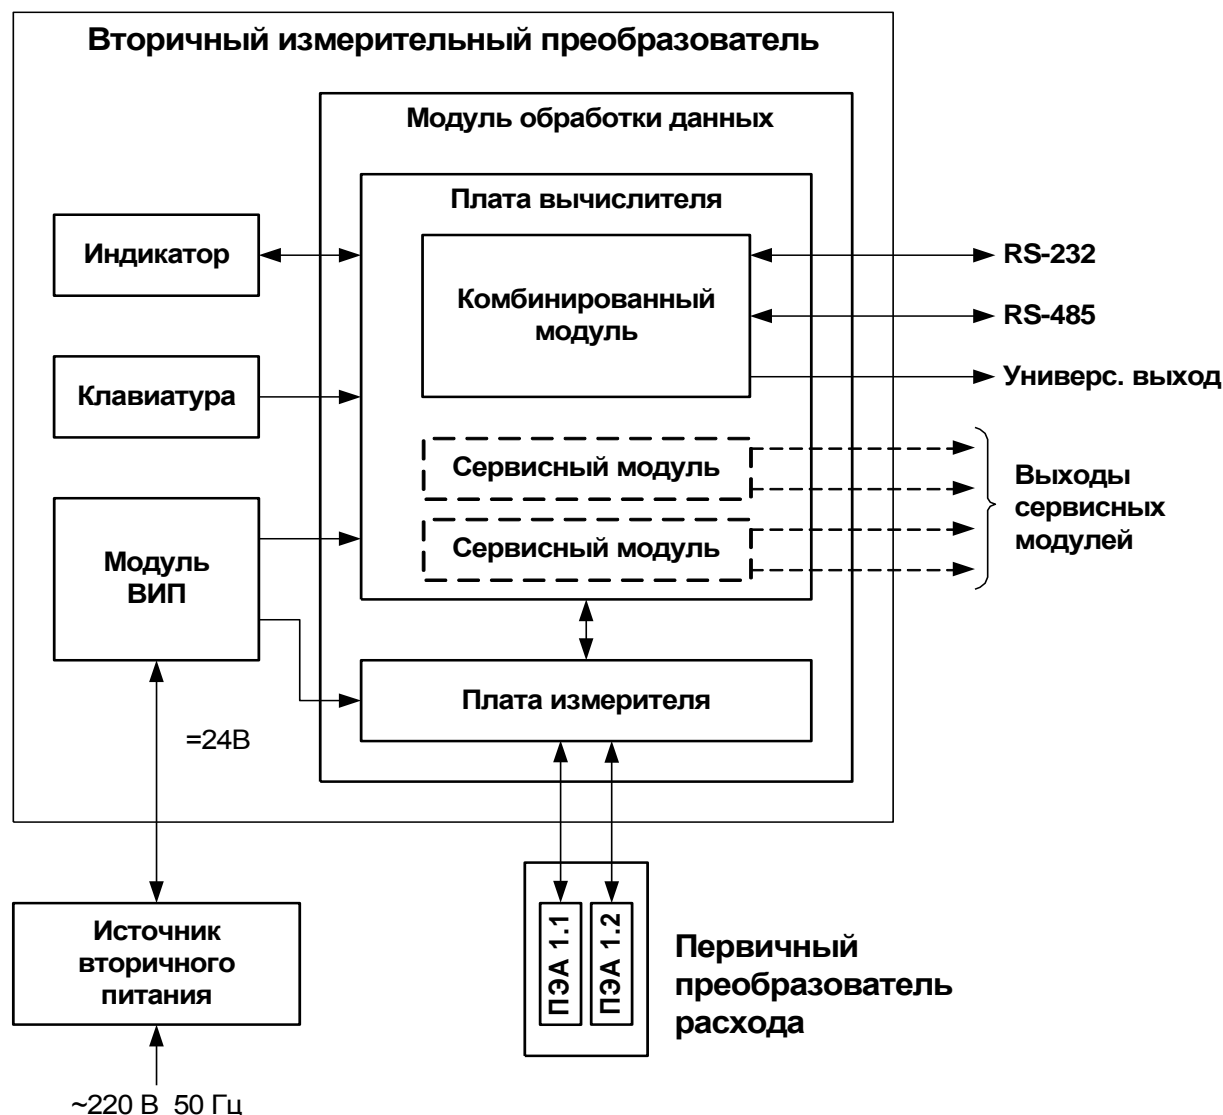 Вторичный измерительный преобразователь
Модуль обработки данных
Плата вычислителя
Индикатор
Комбинированный
модуль
RS-232
RS-485
Универс. выход
Клавиатура
Сервисный модуль
Сервисный модуль
Выходы
сервисных
модулей
Модуль
ВИП
Плата измерителя
=24В
Источник
вторичного
питания
ПЭА 1.1
ПЭА 1.2
Первичный
преобразователь
расхода
~220 В 50 Гц